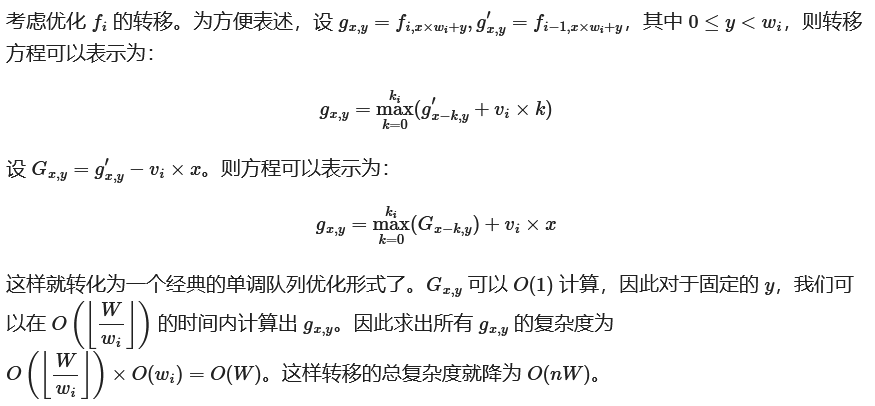 考虑优化 $f_i$ 的转移。为方便表述，设 $g_{x,y} = f_{i,x\times w_i+y}, g'_{x,y} = f_{i-1,x\times w_i+y}$，其中 $0 \le y < w_i$，则转移
方程可以表示为：
$$g_{x,y} = \max_{k=0}^{k_i}(g'_{x-k,y} + v_i \times k)$$
设 $G_{x,y} = g'_{x,y} - v_i \times x$。则方程可以表示为：
$$g_{x,y} = \max_{k=0}^{k_i}(G_{x-k,y}) + v_i \times x$$
这样就转化为一个经典的单调队列优化形式了。$G_{x,y}$ 可以 $O(1)$ 计算，因此对于固定的 $y$，我们可
以在 $O\left(\left\lfloor \dfrac{W}{w_i} \right\rfloor\right)$ 的时间内计算出 $g_{x,y}$。因此求出所有 $g_{x,y}$ 的复杂度为
$O\left(\left\lfloor \dfrac{W}{w_i} \right\rfloor\right) \times O(w_i) = O(W)$。这样转移的总复杂度就降为 $O(nW)$。